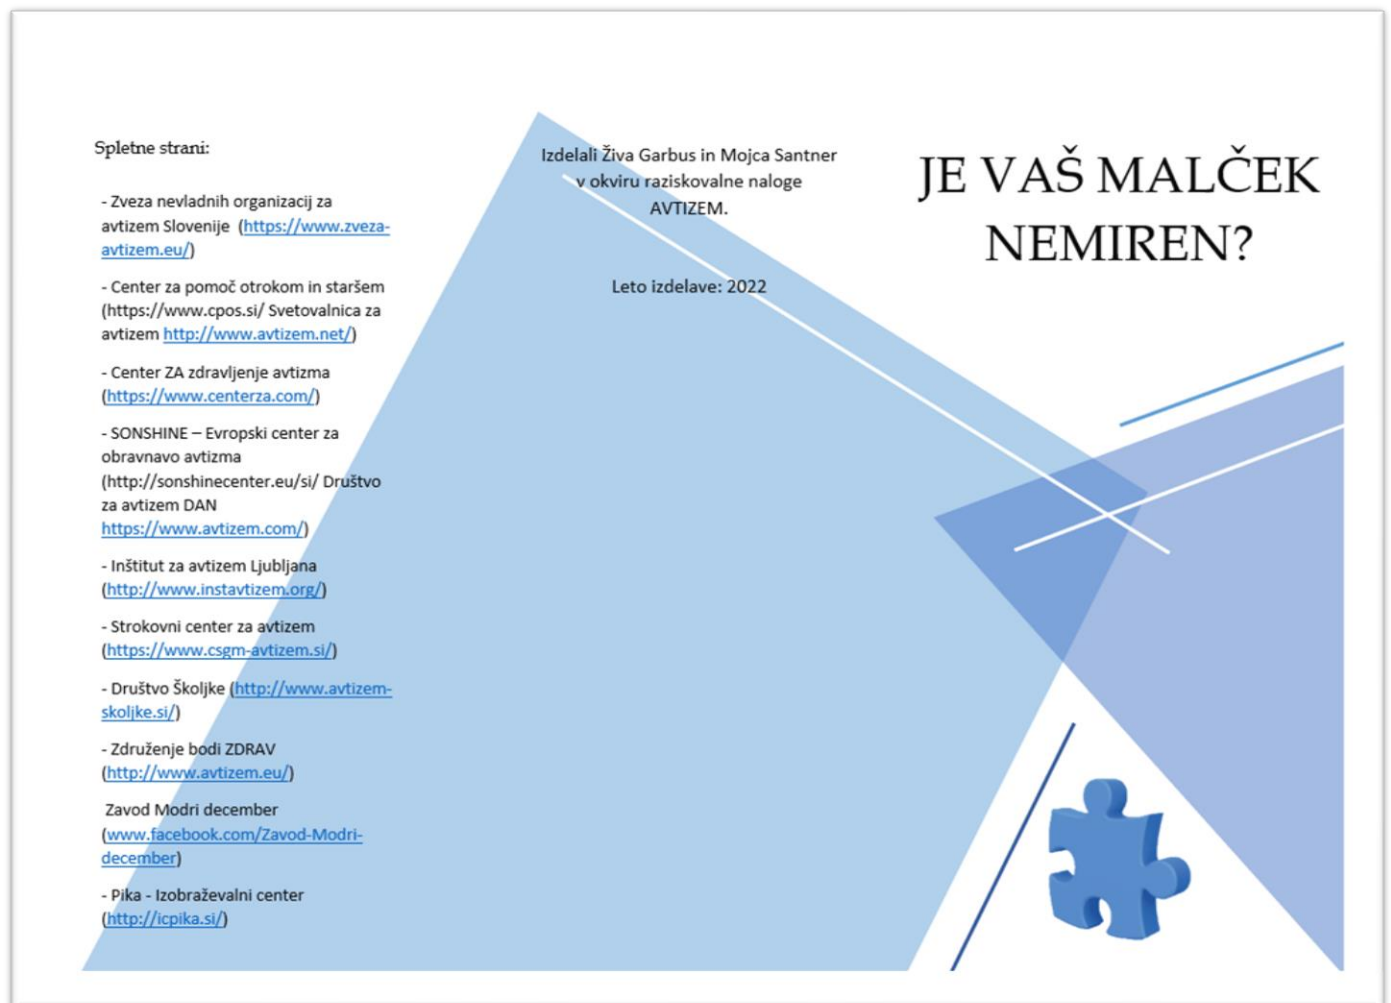 Spletne strani:
- Zveza nevladnih organizacij za
avtizem Slovenije (https://www.zveza-
avtizem.eu/)
- Center za pomoč otrokom in staršem
(https://www.cpos.si/ Svetovalnica za
avtizem http://www.avtizem.net/)
- Center ZA zdravljenje avtizma
(https://www.centerza.com/)
- SONSHINE – Evropski center za
obravnavo avtizma
(http://sonshinecenter.eu/si/ Društvo
za avtizem DAN
https://www.avtizem.com/)
- Inštitut za avtizem Ljubljana
(http://www.instavtizem.org/)
- Strokovni center za avtizem
(https://www.csgm-avtizem.si/)
- Društvo Školjke (http://www.avtizem-
skoljke.si/)
- Združenje bodi ZDRAV
(http://www.avtizem.eu/)
Zavod Modri december
(www.facebook.com/Zavod-Modri-
december)
- Pika - Izobraževalni center
(http://icpika.si/)
Izdelali Živa Garbus in Mojca Santner
v okviru raziskovalne naloge
AVTIZEM.
Leto izdelave: 2022
JE VAŠ MALČEK
NEMIREN?